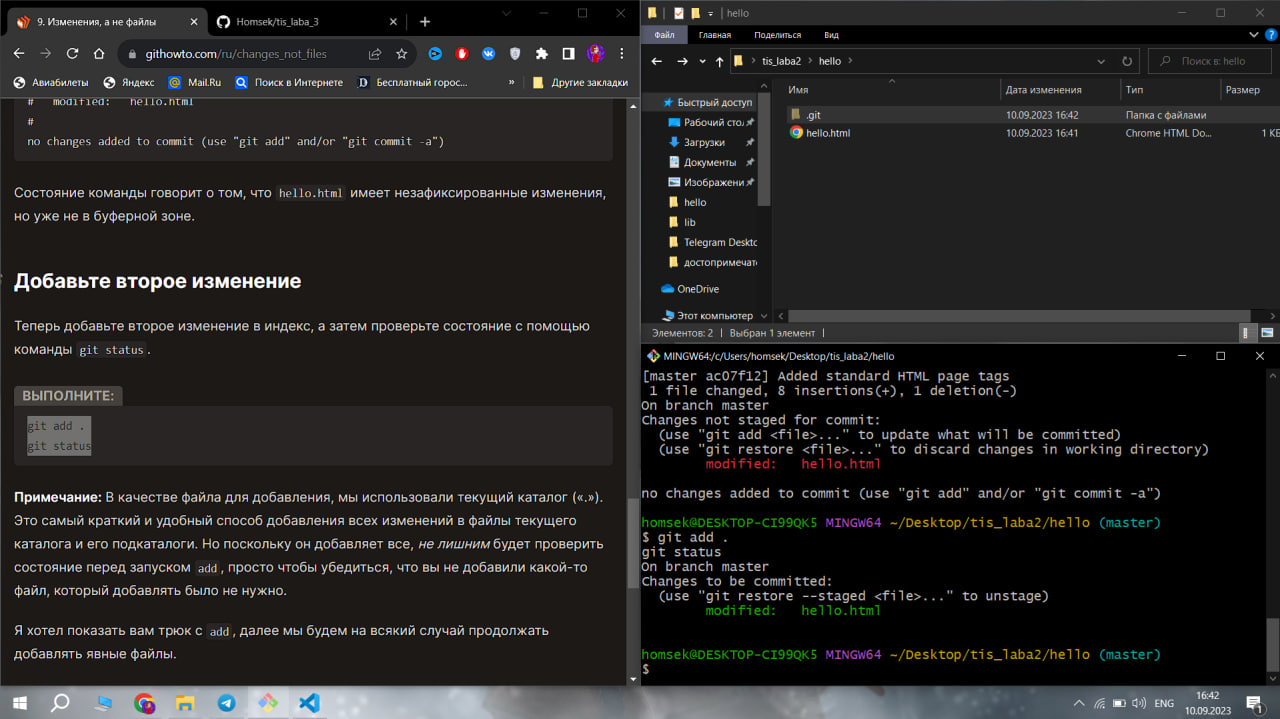 9. Изменения, а не файлы
Homsek/tis_laba_3
githowto.com/ru/changes_not_files
Авиабилеты
Яндекс
Mail.Ru
Поиск в Интернете
Бесплатный горос...
»
Другие закладки
# modified: hello.html
#
no changes added to commit (use "git add" and/or "git commit -a")
Состояние команды говорит о том, что hello.html имеет незафиксированные изменения,
но уже не в буферной зоне.
Добавьте второе изменение
Теперь добавьте второе изменение в индекс, а затем проверьте состояние с помощью
команды git status.
ВЫПОЛНИТЕ:
git add .
git status
Примечание: В качестве файла для добавления, мы использовали текущий каталог («.»).
Это самый краткий и удобный способ добавления всех изменений в файлы текущего
каталога и его подкаталоги. Но поскольку он добавляет все, не лишним будет проверить
состояние перед запуском add, просто чтобы убедиться, что вы не добавили какой-то
файл, который добавлять было не нужно.
Я хотел показать вам трюк с add, далее мы будем на всякий случай продолжать
добавлять явные файлы.
hello
Файл Главная Поделиться Вид
tis_laba2 > hello >
Поиск в: hello
Имя Дата изменения Тип Размер
.git 10.09.2023 16:42 Папка с файлами
hello.html 10.09.2023 16:41 Chrome HTML Do... 1 КБ
Быстрый доступ
Рабочий стол
Загрузки
Документы
Изображени
hello
lib
Telegram Deskto
достопримечате
OneDrive
Этот компьютер
Элементов: 2 Выбран 1 элемент
MINGW64:/c/Users/homsek/Desktop/tis_laba2/hello
[master ac07f12] Added standard HTML page tags
1 file changed, 8 insertions(+), 1 deletion(-)
On branch master
Changes not staged for commit:
(use "git add <file>..." to update what will be committed)
(use "git restore <file>..." to discard changes in working directory)
modified: hello.html
no changes added to commit (use "git add" and/or "git commit -a")
homsek@DESKTOP-CI99QK5 MINGW64 ~/Desktop/tis_laba2/hello (master)
$ git add .
git status
On branch master
Changes to be committed:
(use "git restore --staged <file>..." to unstage)
modified: hello.html
homsek@DESKTOP-CI99QK5 MINGW64 ~/Desktop/tis_laba2/hello (master)
$
ENG
16:42
10.09.2023
1